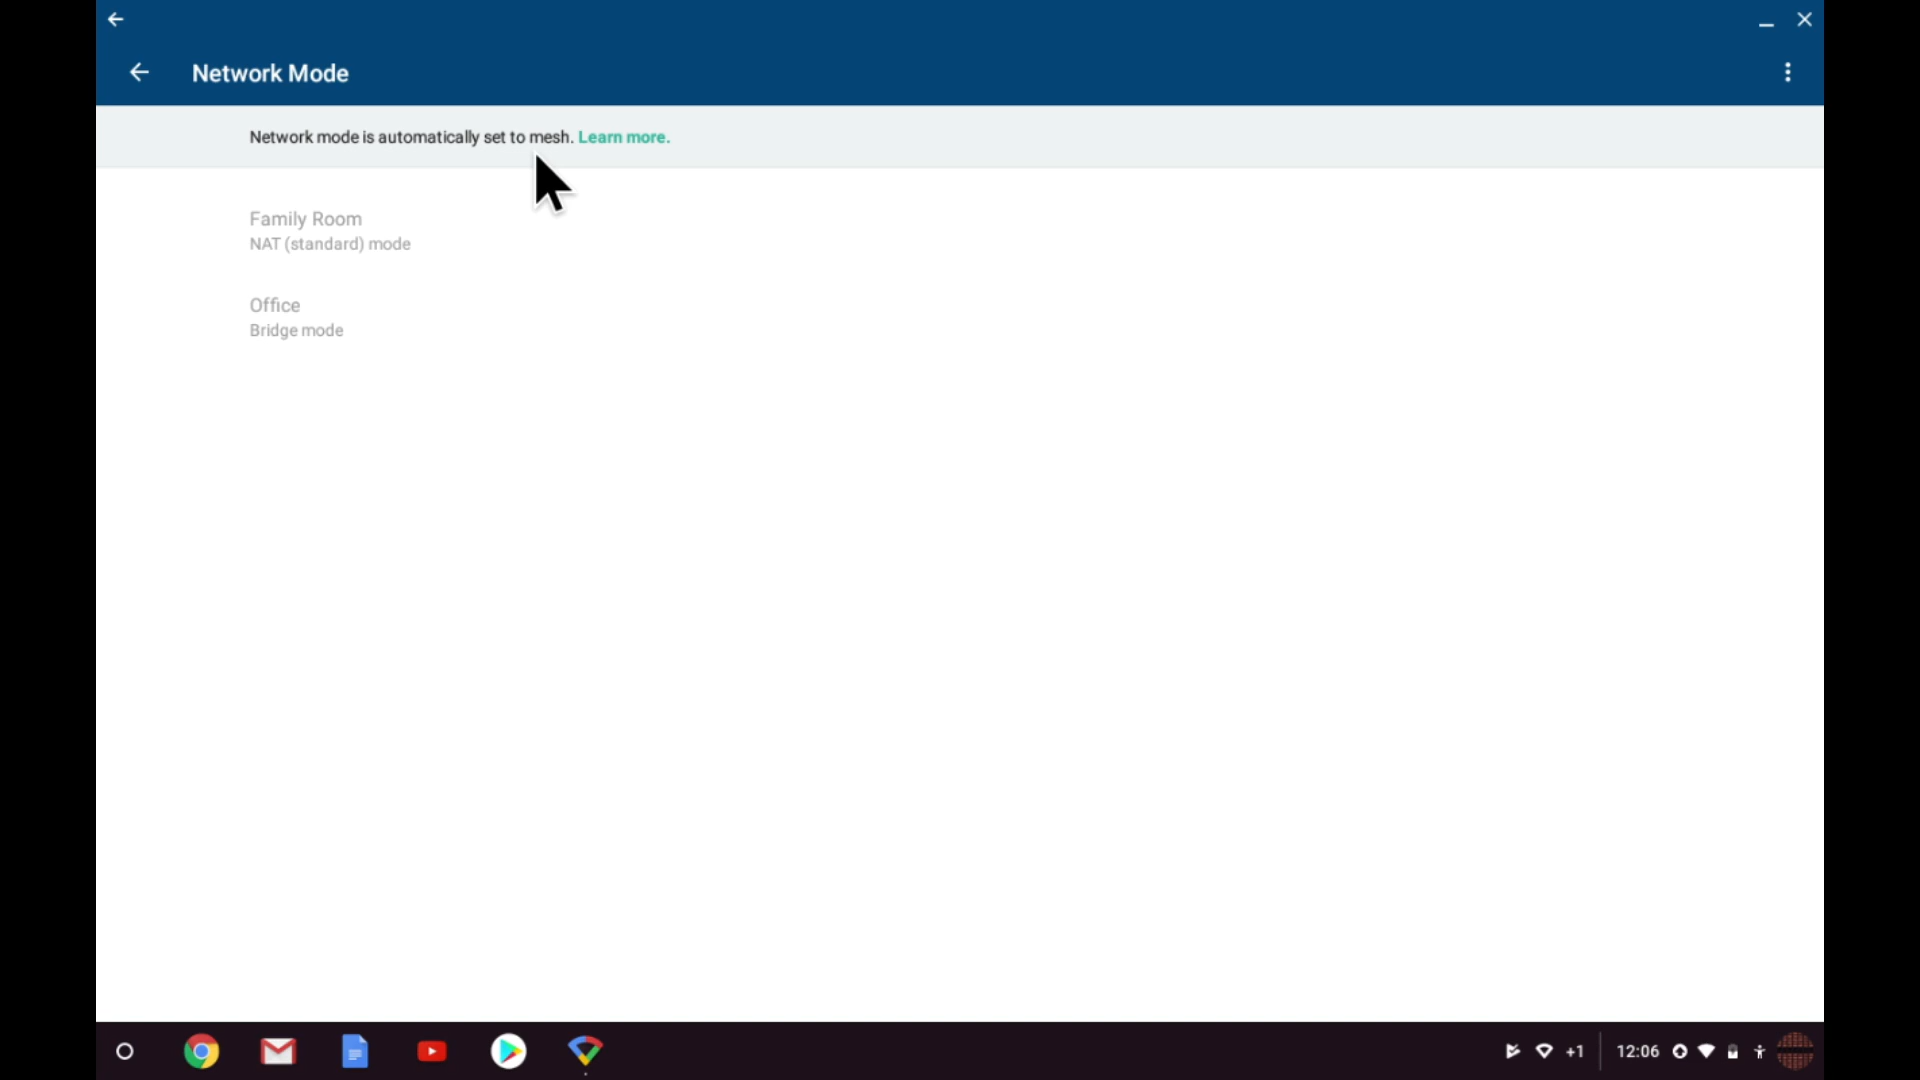 Network Mode
Network mode is automatically set to mesh. Learn more.
Family Room
NAT (standard) mode
Office
Bridge mode
+1
12:06